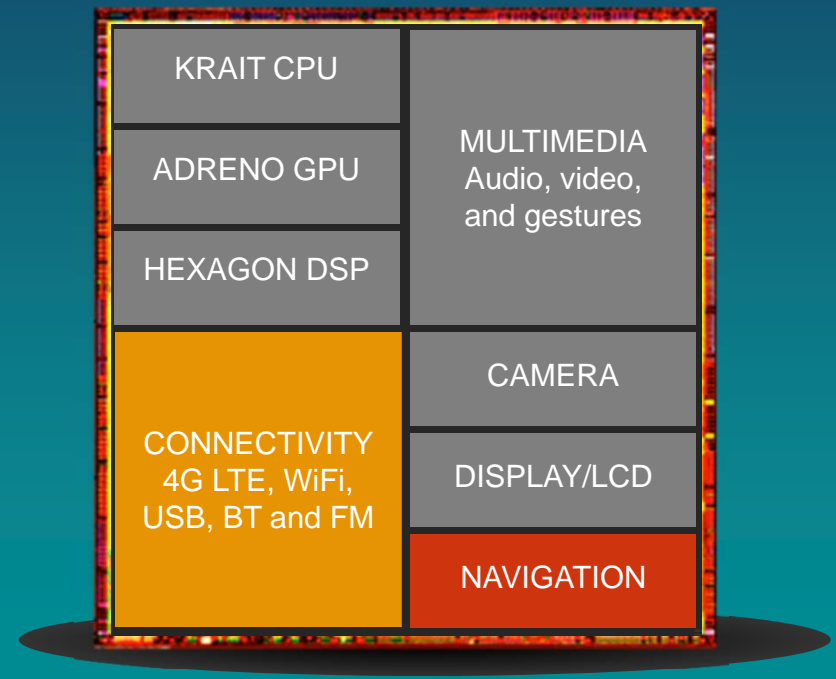 KRAIT CPU
ADRENO GPU
HEXAGON DSP
CONNECTIVITY
4G LTE, WiFi,
USB, BT and FM
MULTIMEDIA
Audio, video,
and gestures
CAMERA
DISPLAY/LCD
NAVIGATION